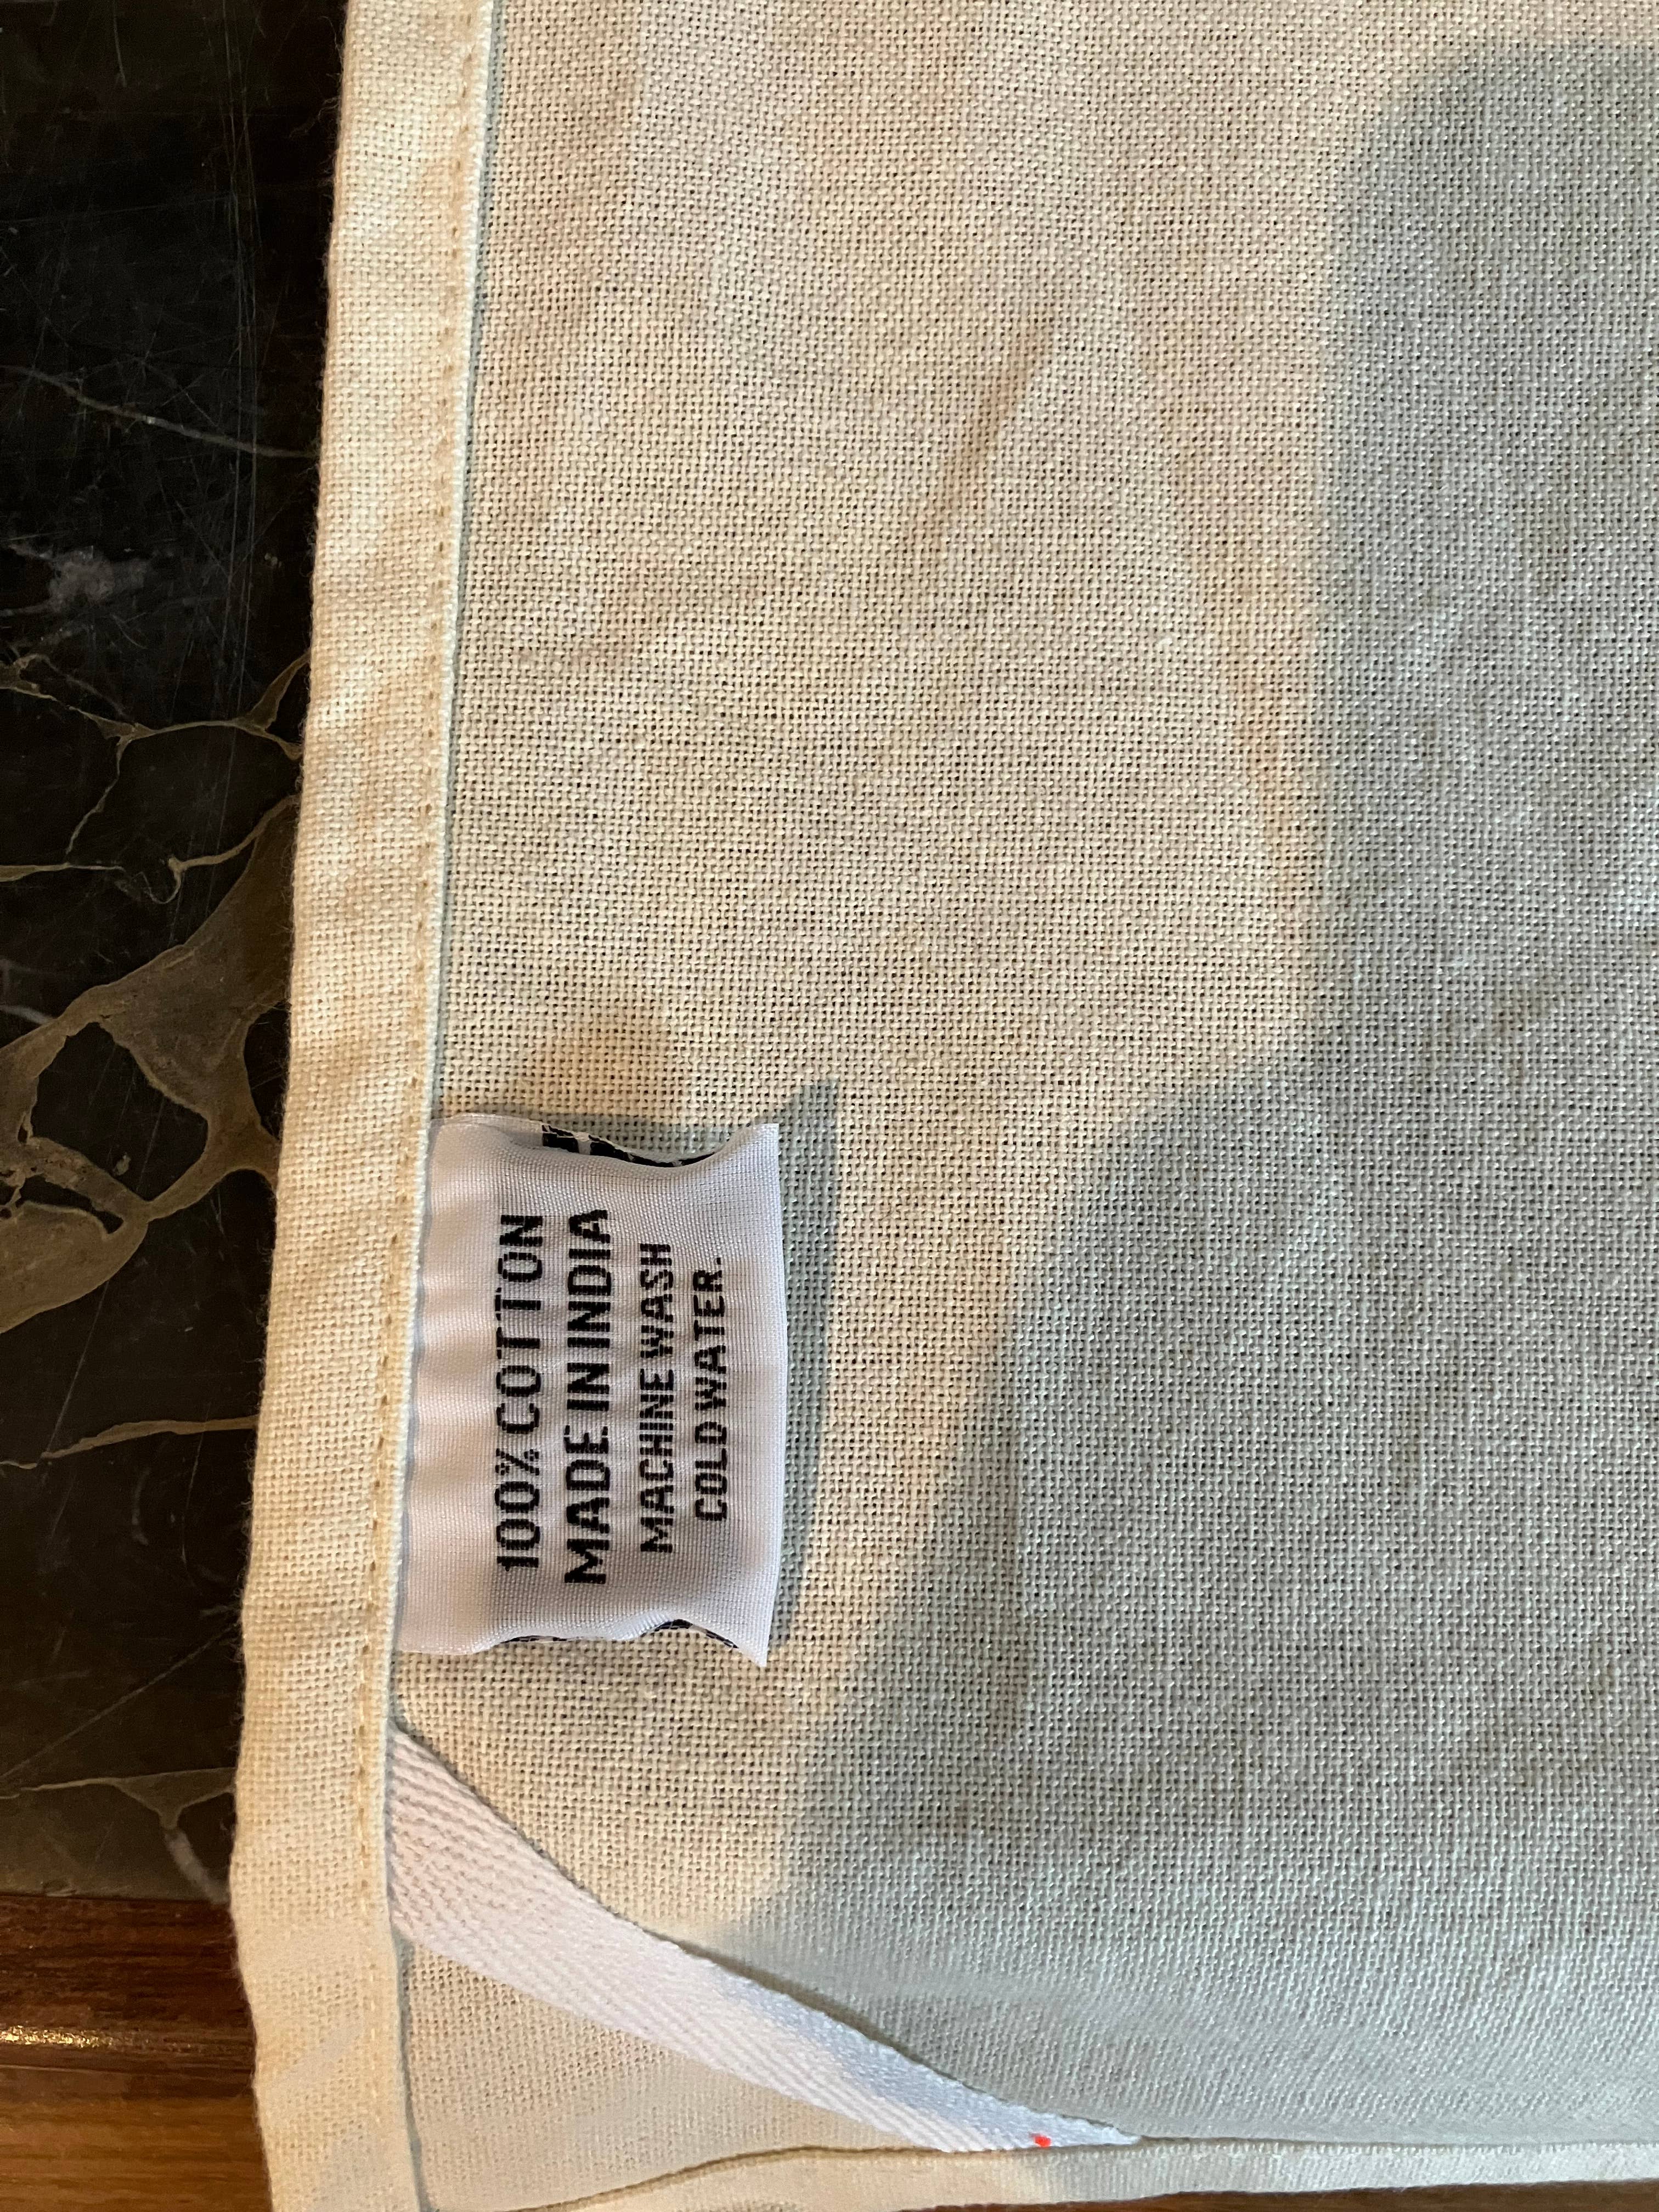 100% COTTON
MADE IN INDIA
MACHINE WASH
COLD WATER.